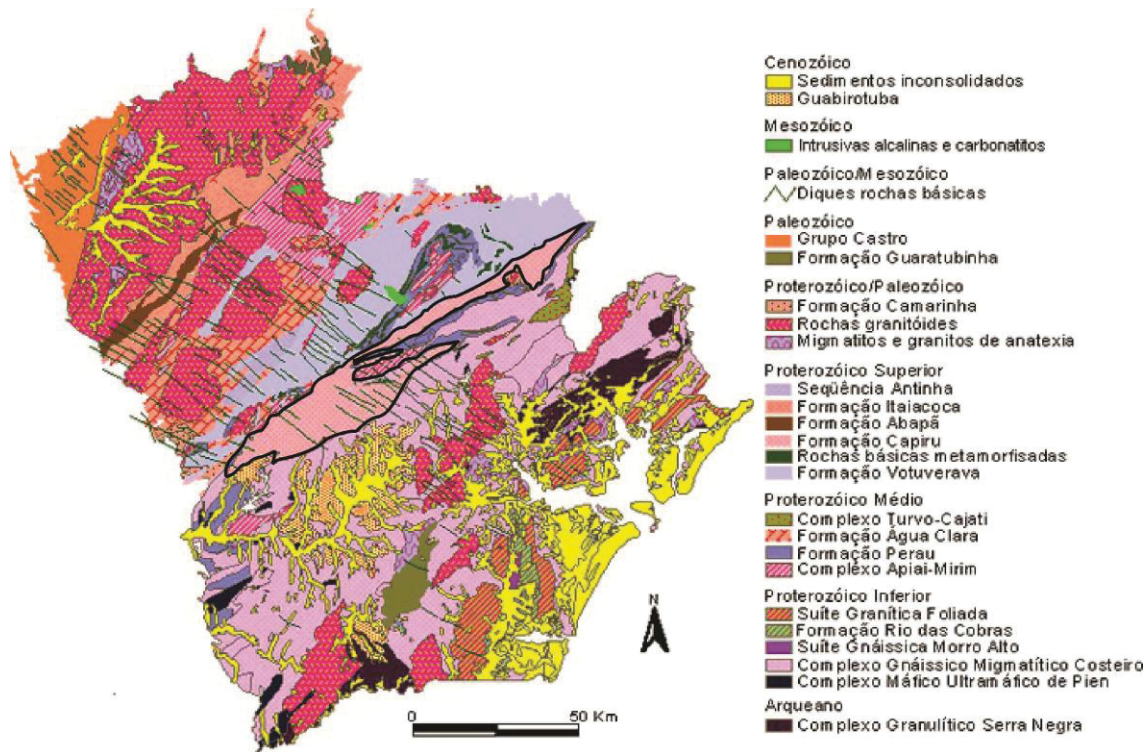 Cenozóico
Sedimentos inconsolidados
Guabirotuba
Mesozóico
Intrusivas alcalinas e carbonatitos
Paleozóico/Mesozóico
Diques rochas básicas
Paleozóico
Grupo Castro
Formação Guaratubinha
Proterozóico/Paleozóico
Formação Camarinha
Rochas granitóides
Migmatitos e granitos de anatexia
Proterozóico Superior
Seqüência Antinha
Formação Itaiacoca
Formação Abapã
Formação Capiru
Rochas básicas metamorfisadas
Formação Votuverava
Proterozóico Médio
Complexo Turvo-Cajati
Formação Água Clara
Formação Perau
Complexo Apiai-Mirim
Proterozóico Inferior
Suíte Granítica Foliada
Formação Rio das Cobras
Suíte Gnáissica Morro Alto
Complexo Gnáissico Migmatítico Costeiro
Complexo Máfico Ultramáfico de Pien
Arqueano
Complexo Granulítico Serra Negra
N
0 50 Km